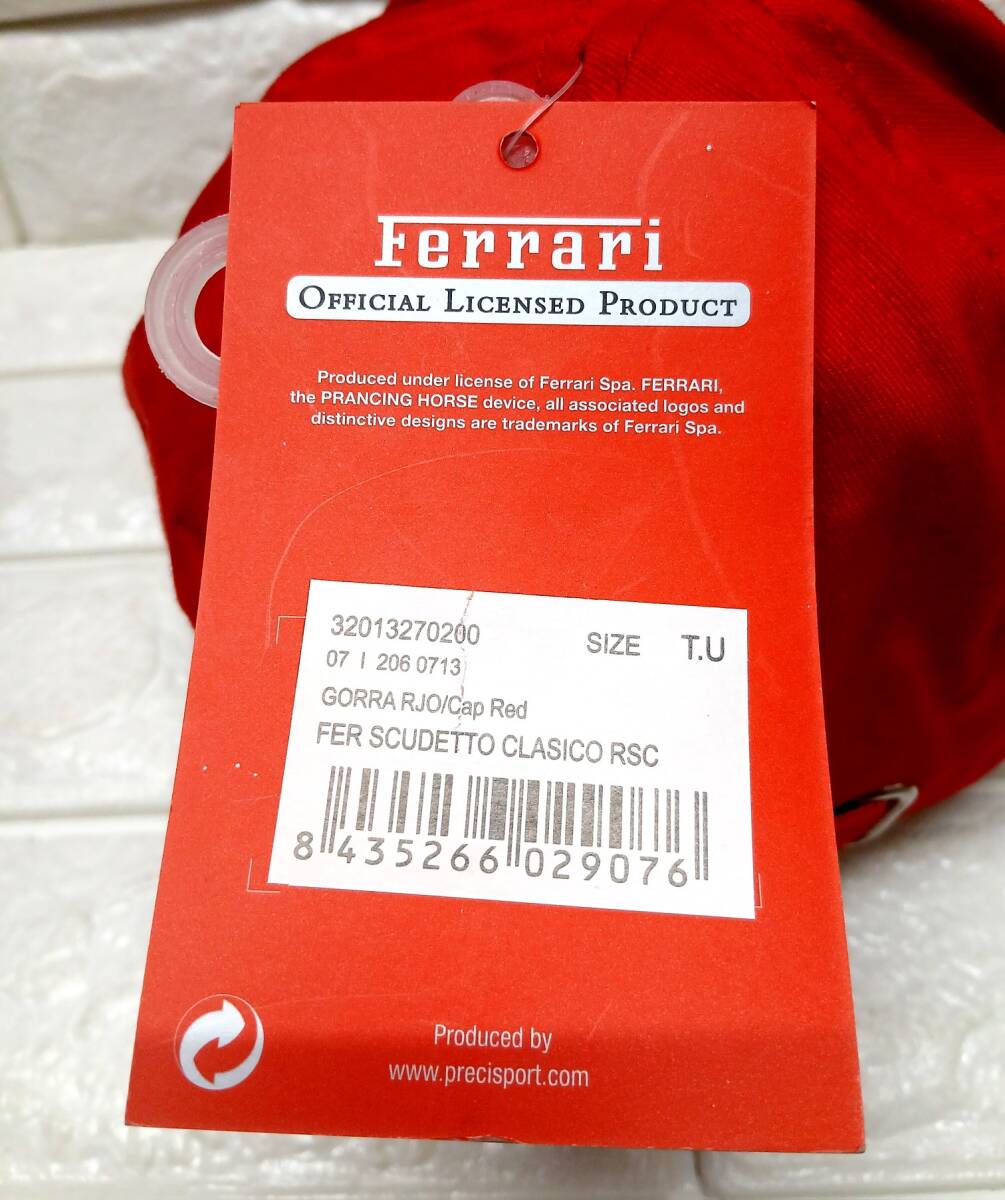 Ferrari
OFFICIAL LICENSED PRODUCT
Produced under license of Ferrari Spa. FERRARI,
the PRANCING HORSE device, all associated logos and
distinctive designs are trademarks of Ferrari Spa.
32013270200 SIZE T.U
07 I 206 0713
GORRA RJO/Cap Red
FER SCUDETTO CLASICO RSC
8 435266 029076
Produced by
www.precisport.com